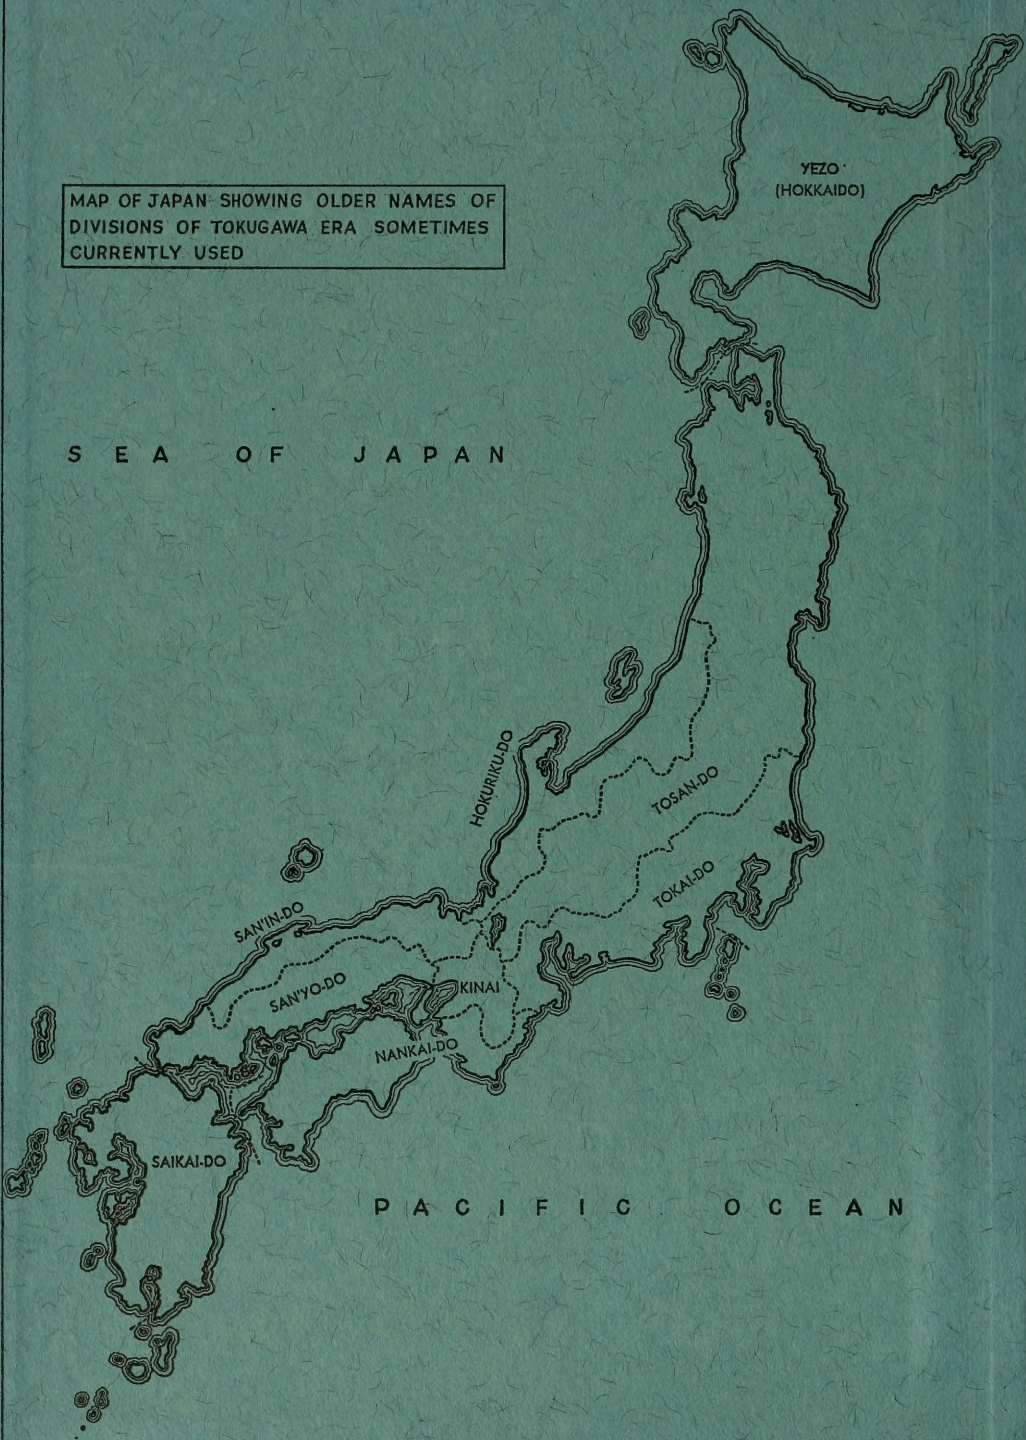 YEZO
(HOKKAIDO)
MAP OF JAPAN SHOWING OLDER NAMES OF
DIVISIONS OF TOKUGAWA ERA SOMETIMES
CURRENTLY USED
SEA OF JAPAN
HOKURIKU-DO
TOSAN-DO
TOKAI-DO
SAN'IN-DO
SAN'YO-DO
KINAI
NANKAI-DO
SAIKAI-DO
PACIFIC OCEAN